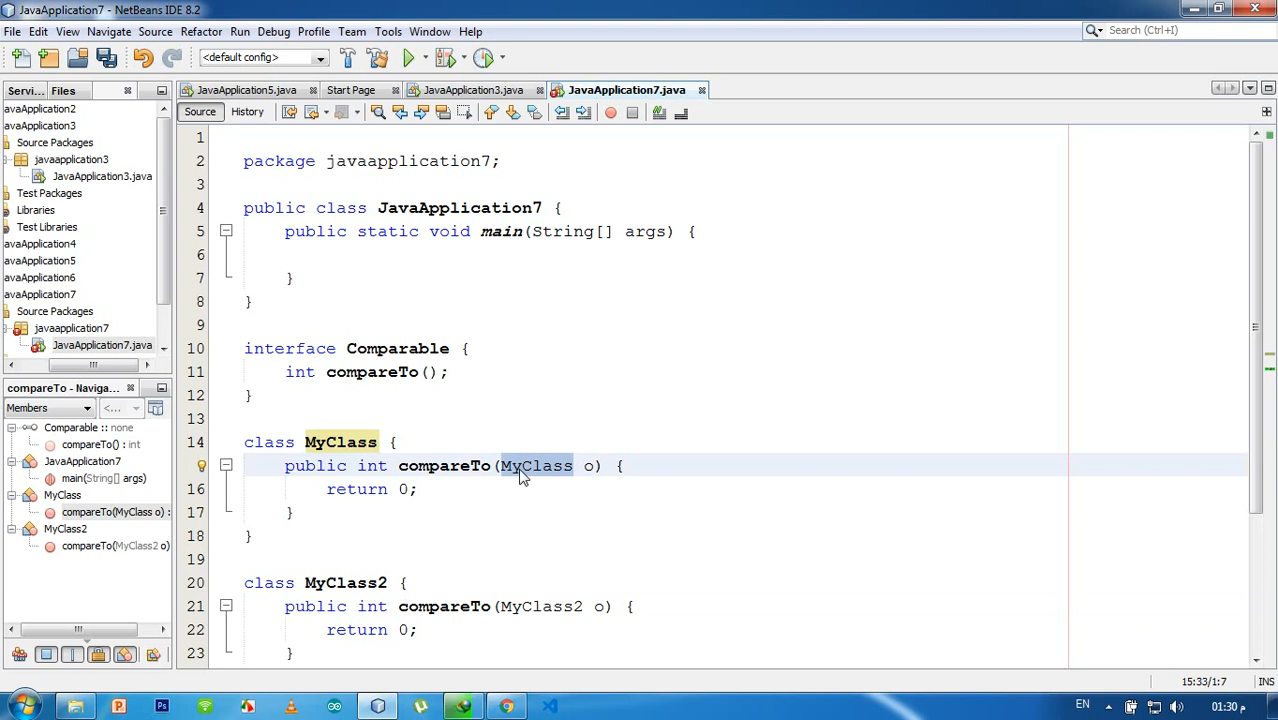 JavaApplication7 - NetBeans IDE 8.2
File Edit View Navigate Source Refactor Run Debug Profile Team Tools Window Help
Search (Ctrl+I)
<default config>
Servi... Files
JavaApplication5.java Start Page JavaApplication3.java JavaApplication7.java
Source History
avaApplication2
avaApplication3
Source Packages
javaapplication3
JavaApplication3.java
Test Packages
Libraries
Test Libraries
avaApplication4
avaApplication5
avaApplication6
avaApplication7
Source Packages
javaapplication7
JavaApplication7.java
compareTo - Naviga...
Members <...
Comparable :: none
compareTo() : int
JavaApplication7
main(String[] args)
MyClass
compareTo(MyClass o) :
MyClass2
compareTo(MyClass2 o)
1
2 package javaapplication7;
3
4 public class JavaApplication7 {
5 public static void main(String[] args) {
6
7 }
8 }
9
10 interface Comparable {
11 int compareTo();
12 }
13
14 class MyClass {
public int compareTo(MyClass o) {
16 return 0;
17 }
18 }
19
20 class MyClass2 {
21 public int compareTo(MyClass2 o) {
22 return 0;
23 }
15:33/1:7 INS
EN 01:30 م